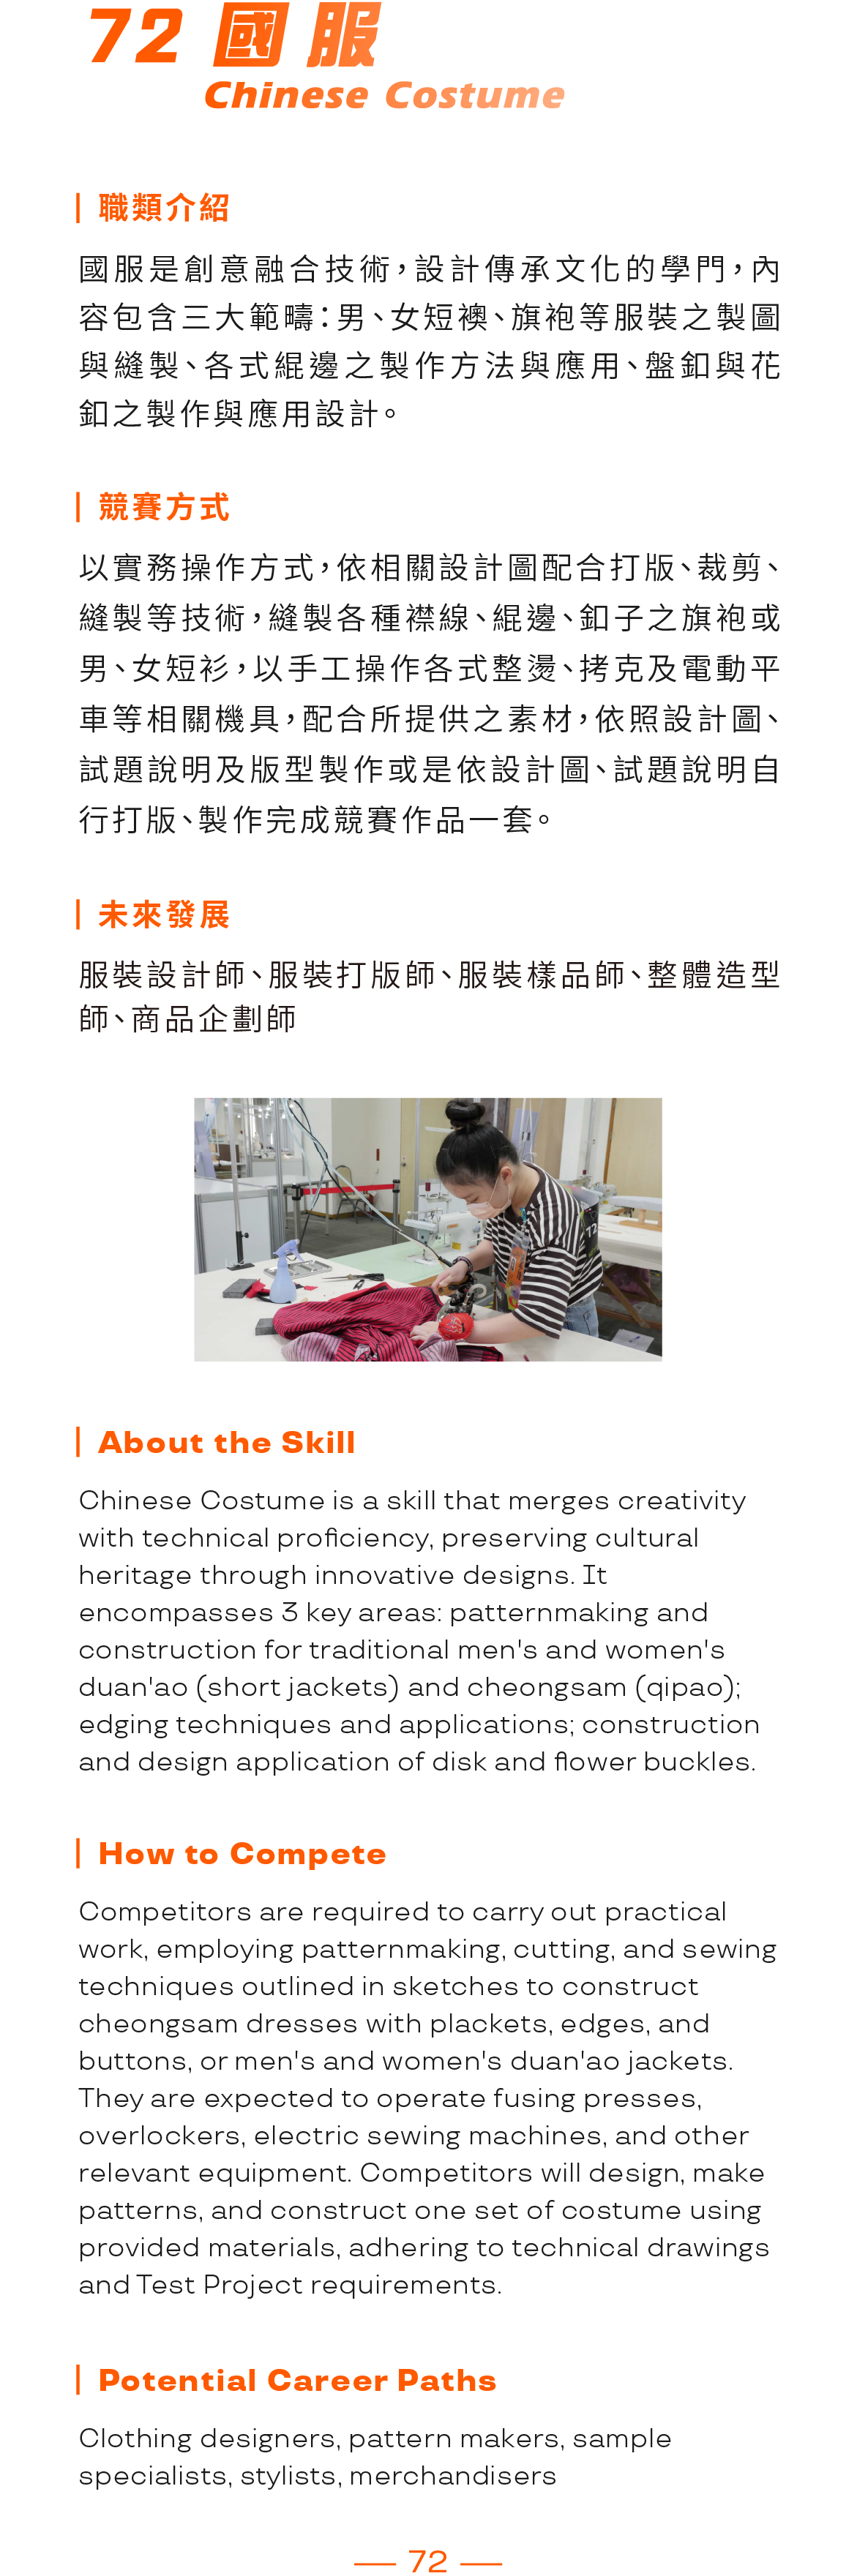 72 國服
Chinese Costume
職類介紹
國服是創意融合技術，設計傳承文化的學門，內
容包含三大範疇：男、女短襖、旗袍等服裝之製圖
與縫製、各式緄邊之製作方法與應用、盤釦與花
釦之製作與應用設計。
競賽方式
以實務操作方式，依相關設計圖配合打版、裁剪、
縫製等技術，縫製各種襟線、緄邊、釦子之旗袍或
男、女短衫，以手工操作各式整燙、拷克及電動平
車等相關機具，配合所提供之素材，依照設計圖、
試題說明及版型製作或是依設計圖、試題說明自
行打版、製作完成競賽作品一套。
未來發展
服裝設計師、服裝打版師、服裝樣品師、整體造型
師、商品企劃師
About the Skill
Chinese Costume is a skill that merges creativity
with technical proficiency, preserving cultural
heritage through innovative designs. It
encompasses 3 key areas: patternmaking and
construction for traditional men's and women's
duan'ao (short jackets) and cheongsam (qipao);
edging techniques and applications; construction
and design application of disk and flower buckles.
How to Compete
Competitors are required to carry out practical
work, employing patternmaking, cutting, and sewing
techniques outlined in sketches to construct
cheongsam dresses with plackets, edges, and
buttons, or men's and women's duan'ao jackets.
They are expected to operate fusing presses,
overlockers, electric sewing machines, and other
relevant equipment. Competitors will design, make
patterns, and construct one set of costume using
provided materials, adhering to technical drawings
and Test Project requirements.
Potential Career Paths
Clothing designers, pattern makers, sample
specialists, stylists, merchandisers
72